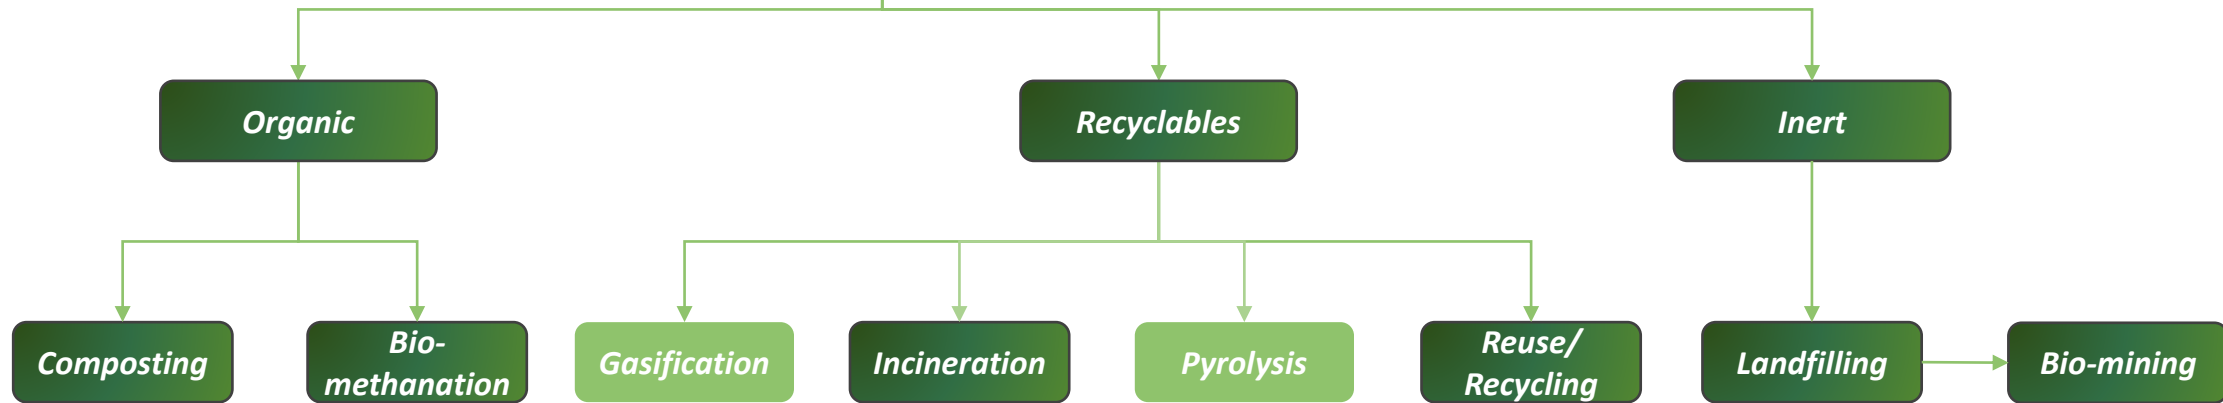 Organic
Recyclables
Inert
Composting
Bio-
methanation
Gasification
Incineration
Pyrolysis
Reuse/
Recycling
Landfilling
Bio-mining